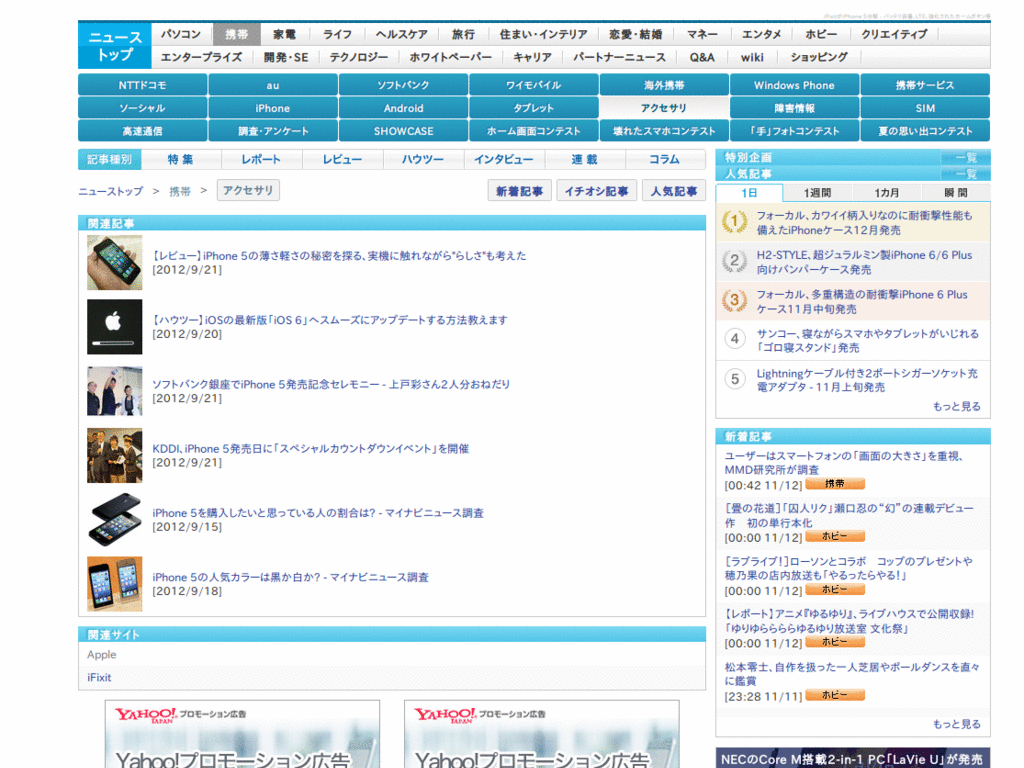 ニュース
トップ
パソコン
携帯
家電
ライフ
ヘルスケア
旅行
住まい・インテリア
恋愛・結婚
マネー
エンタメ
ホビー
クリエイティブ
エンタープライズ
開発・SE
テクノロジー
ホワイトペーパー
キャリア
パートナーニュース
Q&A
wiki
ショッピング
NTTドコモ
au
ソフトバンク
ワイモバイル
海外携帯
Windows Phone
携帯サービス
ソーシャル
iPhone
Android
タブレット
アクセサリ
障害情報
SIM
高速通信
調査・アンケート
SHOWCASE
ホーム画面コンテスト
壊れたスマホコンテスト
「手」フォトコンテスト
夏の思い出コンテスト
記事種別
特 集
レポート
レビュー
ハウツー
インタビュー
連 載
コラム
ニューストップ > 携帯 > アクセサリ
新着記事
イチオシ記事
人気記事
関連記事
【レビュー】iPhone 5の薄さ軽さの秘密を探る、実機に触れながら"らしさ"も考えた
[2012/9/21]
【ハウツー】iOSの最新版「iOS 6」へスムーズにアップデートする方法教えます
[2012/9/20]
ソフトバンク銀座でiPhone 5発売記念セレモニー - 上戸彩さん2人分おねだり
[2012/9/21]
KDDI、iPhone 5発売日に「スペシャルカウントダウンイベント」を開催
[2012/9/21]
iPhone 5を購入したいと思っている人の割合は? - マイナビニュース調査
[2012/9/15]
iPhone 5の人気カラーは黒か白か? - マイナビニュース調査
[2012/9/18]
関連サイト
Apple
iFixit
YAHOO! JAPAN プロモーション広告
Yahoo!プロモーション広告
YAHOO! JAPAN プロモーション広告
Yahoo!プロモーション広告
特別企画
一覧
人気記事
一覧
1日
1週間
1カ月
瞬 間
1
フォーカル、カワイイ柄入りなのに耐衝撃性能も
備えたiPhoneケース12月発売
2
H2-STYLE、超ジュラルミン製iPhone 6/6 Plus
向けバンパーケース発売
3
フォーカル、多重構造の耐衝撃iPhone 6 Plus
ケース11月中旬発売
4
サンコー、寝ながらスマホやタブレットがいじれる
「ゴロ寝スタンド」発売
5
Lightningケーブル付き2ポートシガーソケット充
電アダプタ - 11月上旬発売
もっと見る
新着記事
ユーザーはスマートフォンの「画面の大きさ」を重視、
MMD研究所が調査
[00:42 11/12] 携帯
[畳の花道]「囚人リク」瀬口忍の“幻”の連載デビュー
作　初の単行本化
[00:00 11/12] ホビー
[ラブライブ!]ローソンとコラボ　コップのプレゼントや
穂乃果の店内放送も「やるったらやる!」
[00:00 11/12] ホビー
【レポート】アニメ『ゆるゆり』、ライブハウスで公開収録!
「ゆりゆららららゆるゆり放送室 文化祭」
[00:00 11/12] ホビー
松本零士、自作を扱った一人芝居やポールダンスを直々
に鑑賞
[23:28 11/11] ホビー
もっと見る
NECのCore M搭載2-in-1 PC「LaVie U」が発売